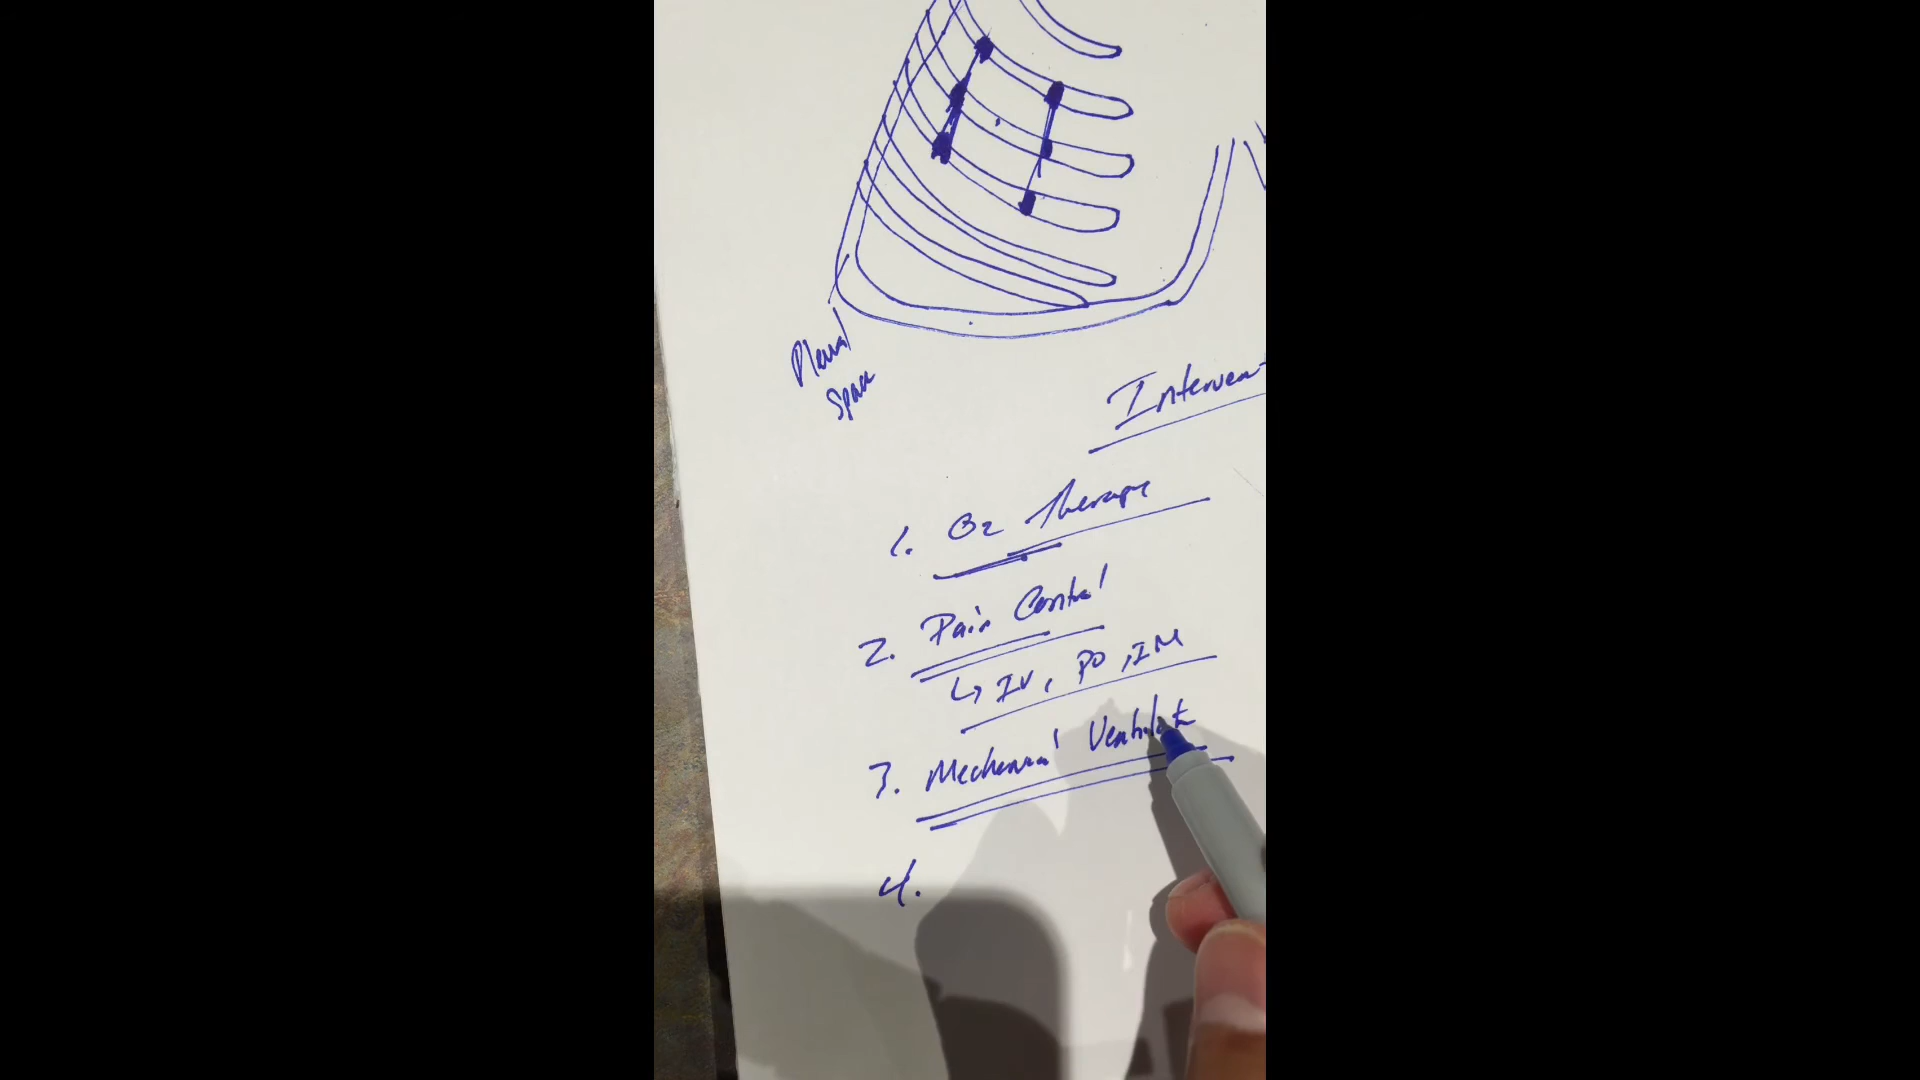 Pleural
Space
Interven
1. O2 Therapy
2. Pain Control
↳ IV, PO, IM
3. Mechanical Ventilat
4.